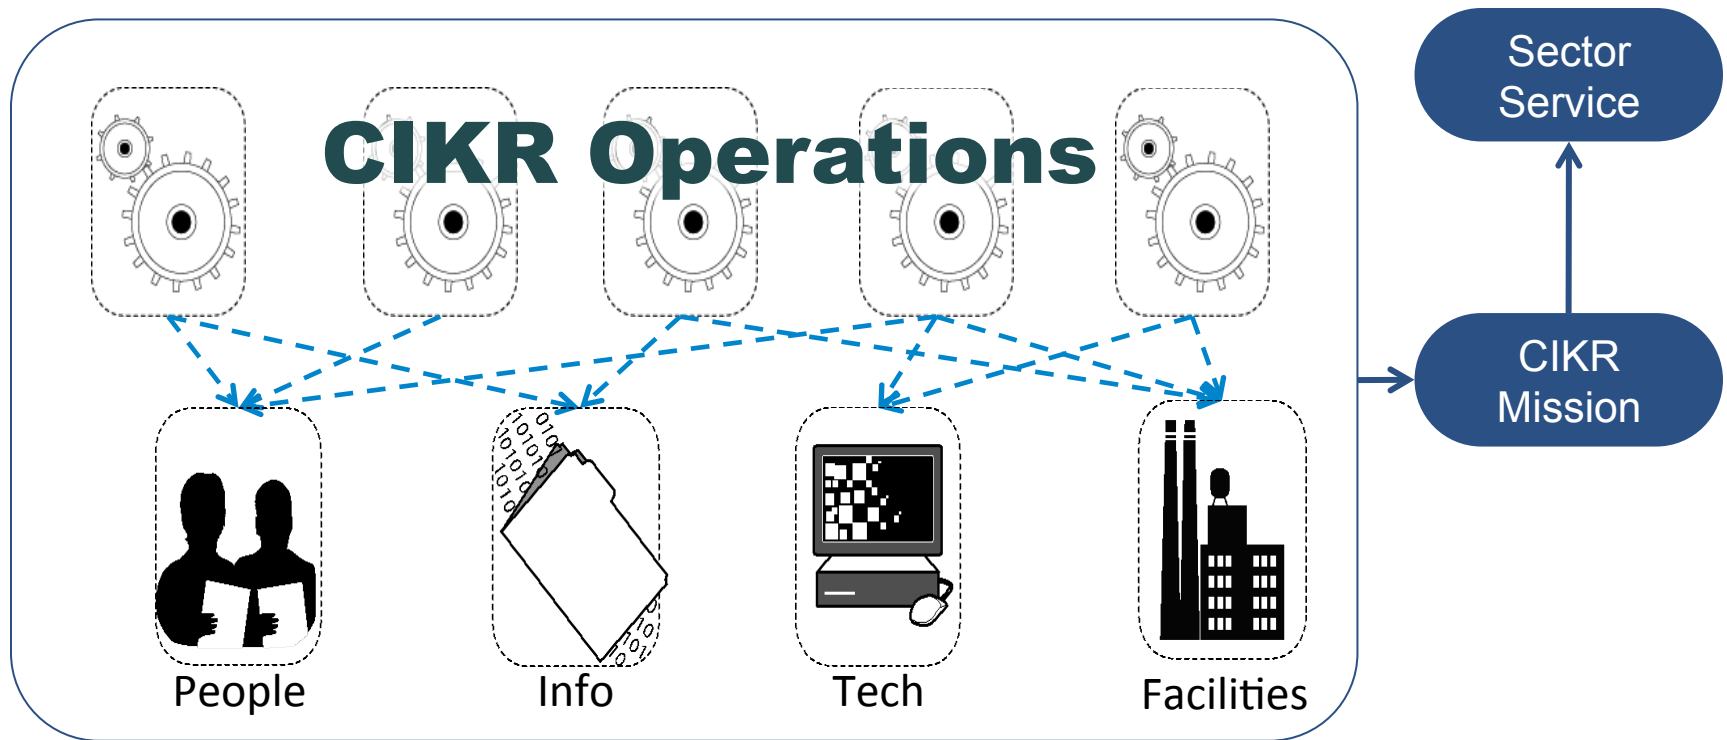 CIKR Operations
Sector
Service
CIKR
Mission
People
Info
Tech
Facilities